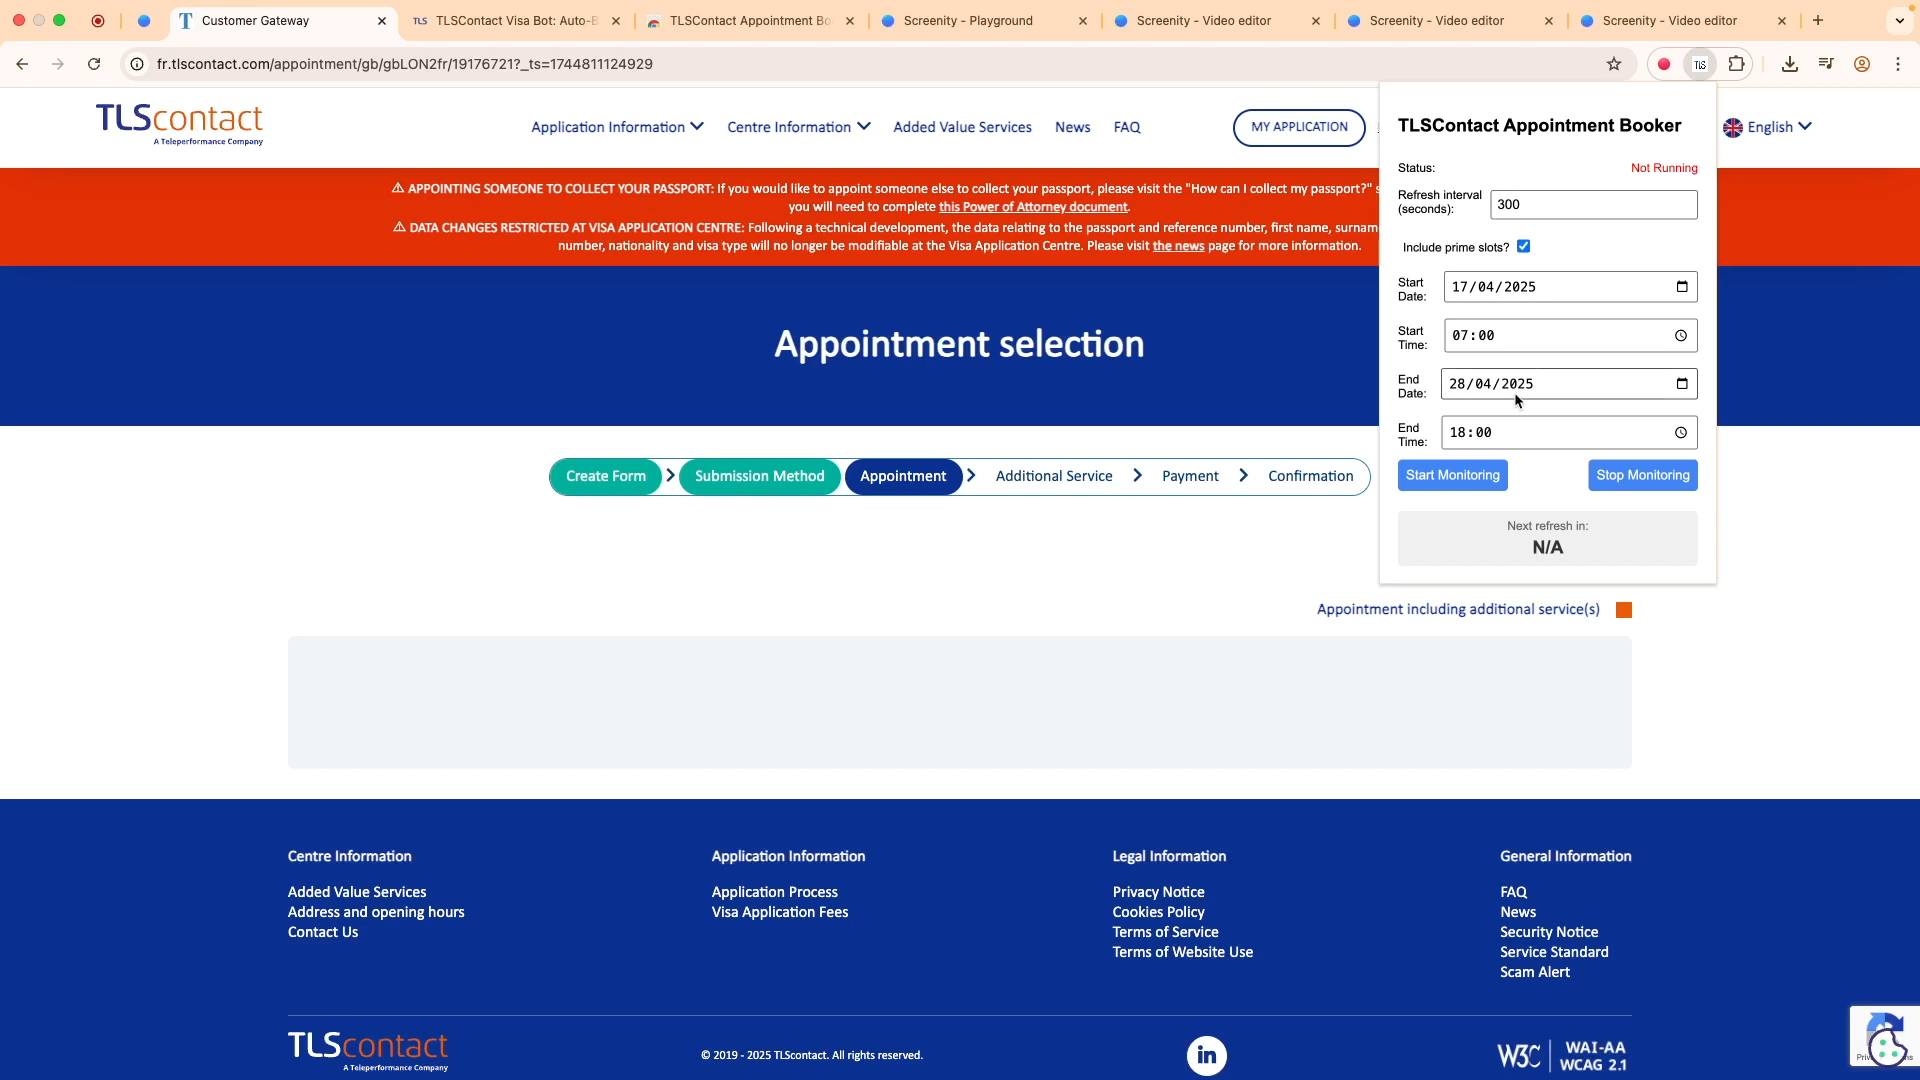 Customer Gateway
TLS TLSContact Visa Bot: Auto-B
TLSContact Appointment Bo
Screenity - Playground
Screenity - Video editor
Screenity - Video editor
Screenity - Video editor
fr.tlscontact.com/appointment/gb/gbLON2fr/19176721?_ts=1744811124929
TLS
TLScontact
A Teleperformance Company
Application Information
Centre Information
Added Value Services
News
FAQ
MY APPLICATION
English
⚠ APPOINTING SOMEONE TO COLLECT YOUR PASSPORT: If you would like to appoint someone else to collect your passport, please visit the "How can I collect my passport?" s
you will need to complete this Power of Attorney document.
⚠ DATA CHANGES RESTRICTED AT VISA APPLICATION CENTRE: Following a technical development, the data relating to the passport and reference number, first name, surname
number, nationality and visa type will no longer be modifiable at the Visa Application Centre. Please visit the news page for more information.
TLSContact Appointment Booker
Status: Not Running
Refresh interval
(seconds):
300
Include prime slots?
Start
Date:
17/04/2025
Start
Time:
07:00
End
Date:
28/04/2025
End
Time:
18:00
Start Monitoring
Stop Monitoring
Next refresh in:
N/A
Appointment selection
Create Form
Submission Method
Appointment
Additional Service
Payment
Confirmation
Appointment including additional service(s)
Centre Information
Added Value Services
Address and opening hours
Contact Us
Application Information
Application Process
Visa Application Fees
Legal Information
Privacy Notice
Cookies Policy
Terms of Service
Terms of Website Use
General Information
FAQ
News
Security Notice
Service Standard
Scam Alert
TLScontact
A Teleperformance Company
© 2019 - 2025 TLScontact. All rights reserved.
in
W3C
WAI-AA
WCAG 2.1